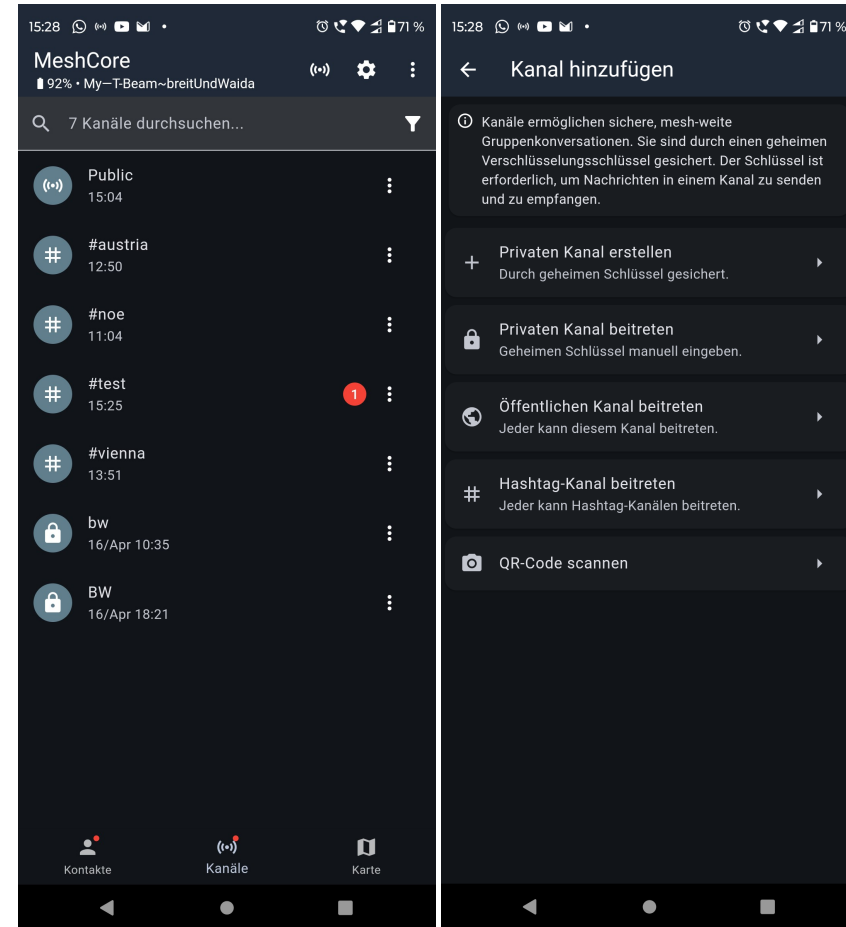 15:28
71 %
MeshCore
92% • My—T-Beam~breitUndWaida
7 Kanäle durchsuchen...
Public
15:04
#austria
12:50
#noe
11:04
#test
15:25
1
#vienna
13:51
bw
16/Apr 10:35
BW
16/Apr 18:21
Kontakte
Kanäle
Karte
15:28
71 %
Kanal hinzufügen
Kanäle ermöglichen sichere, mesh-weite
Gruppenkonversationen. Sie sind durch einen geheimen
Verschlüsselungsschlüssel gesichert. Der Schlüssel ist
erforderlich, um Nachrichten in einem Kanal zu senden
und zu empfangen.
Privaten Kanal erstellen
Durch geheimen Schlüssel gesichert.
Privaten Kanal beitreten
Geheimen Schlüssel manuell eingeben.
Öffentlichen Kanal beitreten
Jeder kann diesem Kanal beitreten.
Hashtag-Kanal beitreten
Jeder kann Hashtag-Kanälen beitreten.
QR-Code scannen